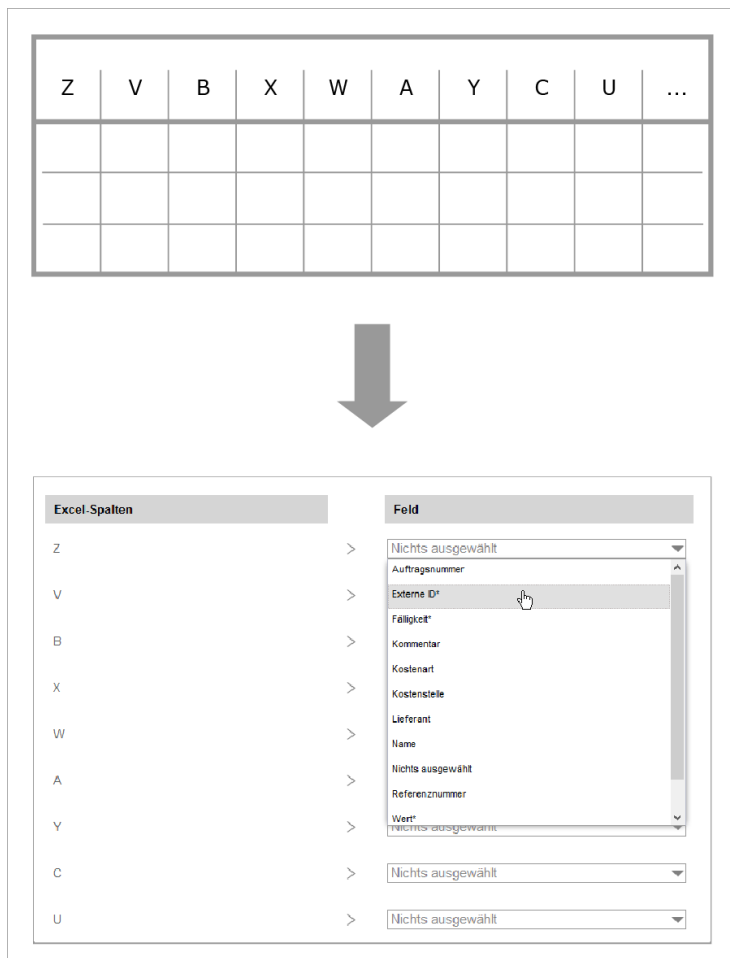 Z V B X W A Y C U ...
Excel-Spalten Feld
Z > Nichts ausgewählt
Auftragsnummer
Externe ID*
V >
Fälligkeit*
B > Kommentar
Kostenart
X > Kostenstelle
Lieferant
W >
Name
Nichts ausgewählt
A >
Referenznummer
Wert*
Y > Nichts ausgewählt
C > Nichts ausgewählt
U > Nichts ausgewählt